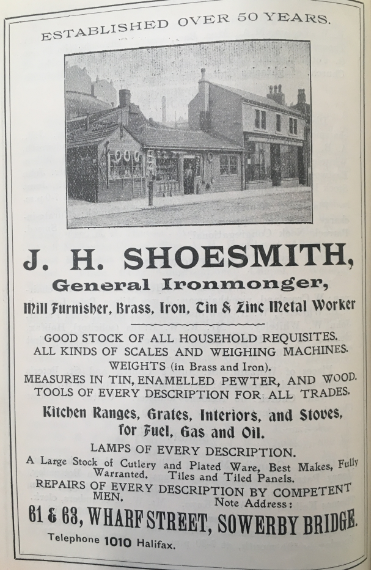 ESTABLISHED OVER 50 YEARS.
J. H. SHOESMITH,
General Ironmonger,
Mill Furnisher, Brass, Iron, Tin & Zinc Metal Worker
GOOD STOCK OF ALL HOUSEHOLD REQUISITES.
ALL KINDS OF SCALES AND WEIGHING MACHINES.
WEIGHTS (in Brass and Iron).
MEASURES IN TIN, ENAMELLED PEWTER, AND WOOD.
TOOLS OF EVERY DESCRIPTION FOR ALL TRADES.
Kitchen Ranges, Grates, Interiors, and Stoves,
for Fuel, Gas and Oil.
LAMPS OF EVERY DESCRIPTION.
A Large Stock of Cutlery and Plated Ware, Best Makes, Fully
Warranted. Tiles and Tiled Panels.
REPAIRS OF EVERY DESCRIPTION BY COMPETENT
MEN. Note Address:
61 & 63, WHARF STREET, SOWERBY BRIDGE.
Telephone 1010 Halifax.